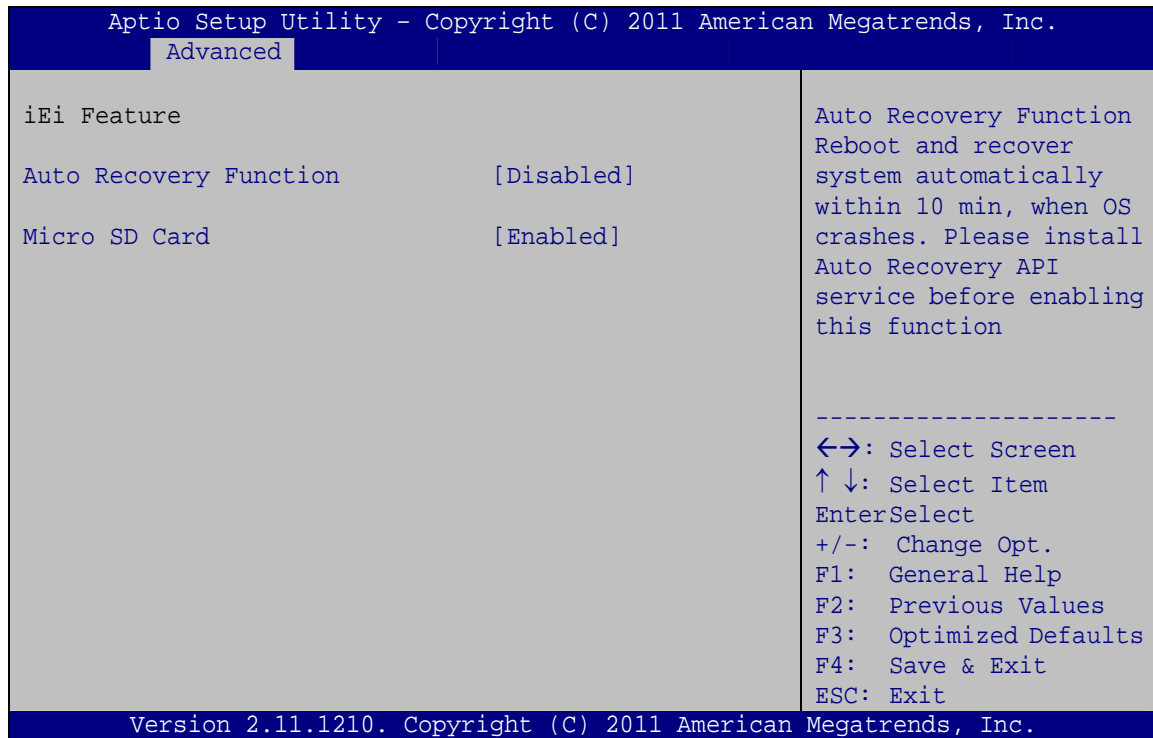 Aptio Setup Utility – Copyright (C) 2011 American Megatrends, Inc.
Advanced
iEi Feature
Auto Recovery Function [Disabled]
Micro SD Card [Enabled]
Auto Recovery Function
Reboot and recover
system automatically
within 10 min, when OS
crashes. Please install
Auto Recovery API
service before enabling
this function
---------------------
←→: Select Screen
↑ ↓: Select Item
EnterSelect
+/-: Change Opt.
F1: General Help
F2: Previous Values
F3: Optimized Defaults
F4: Save & Exit
ESC: Exit
Version 2.11.1210. Copyright (C) 2011 American Megatrends, Inc.